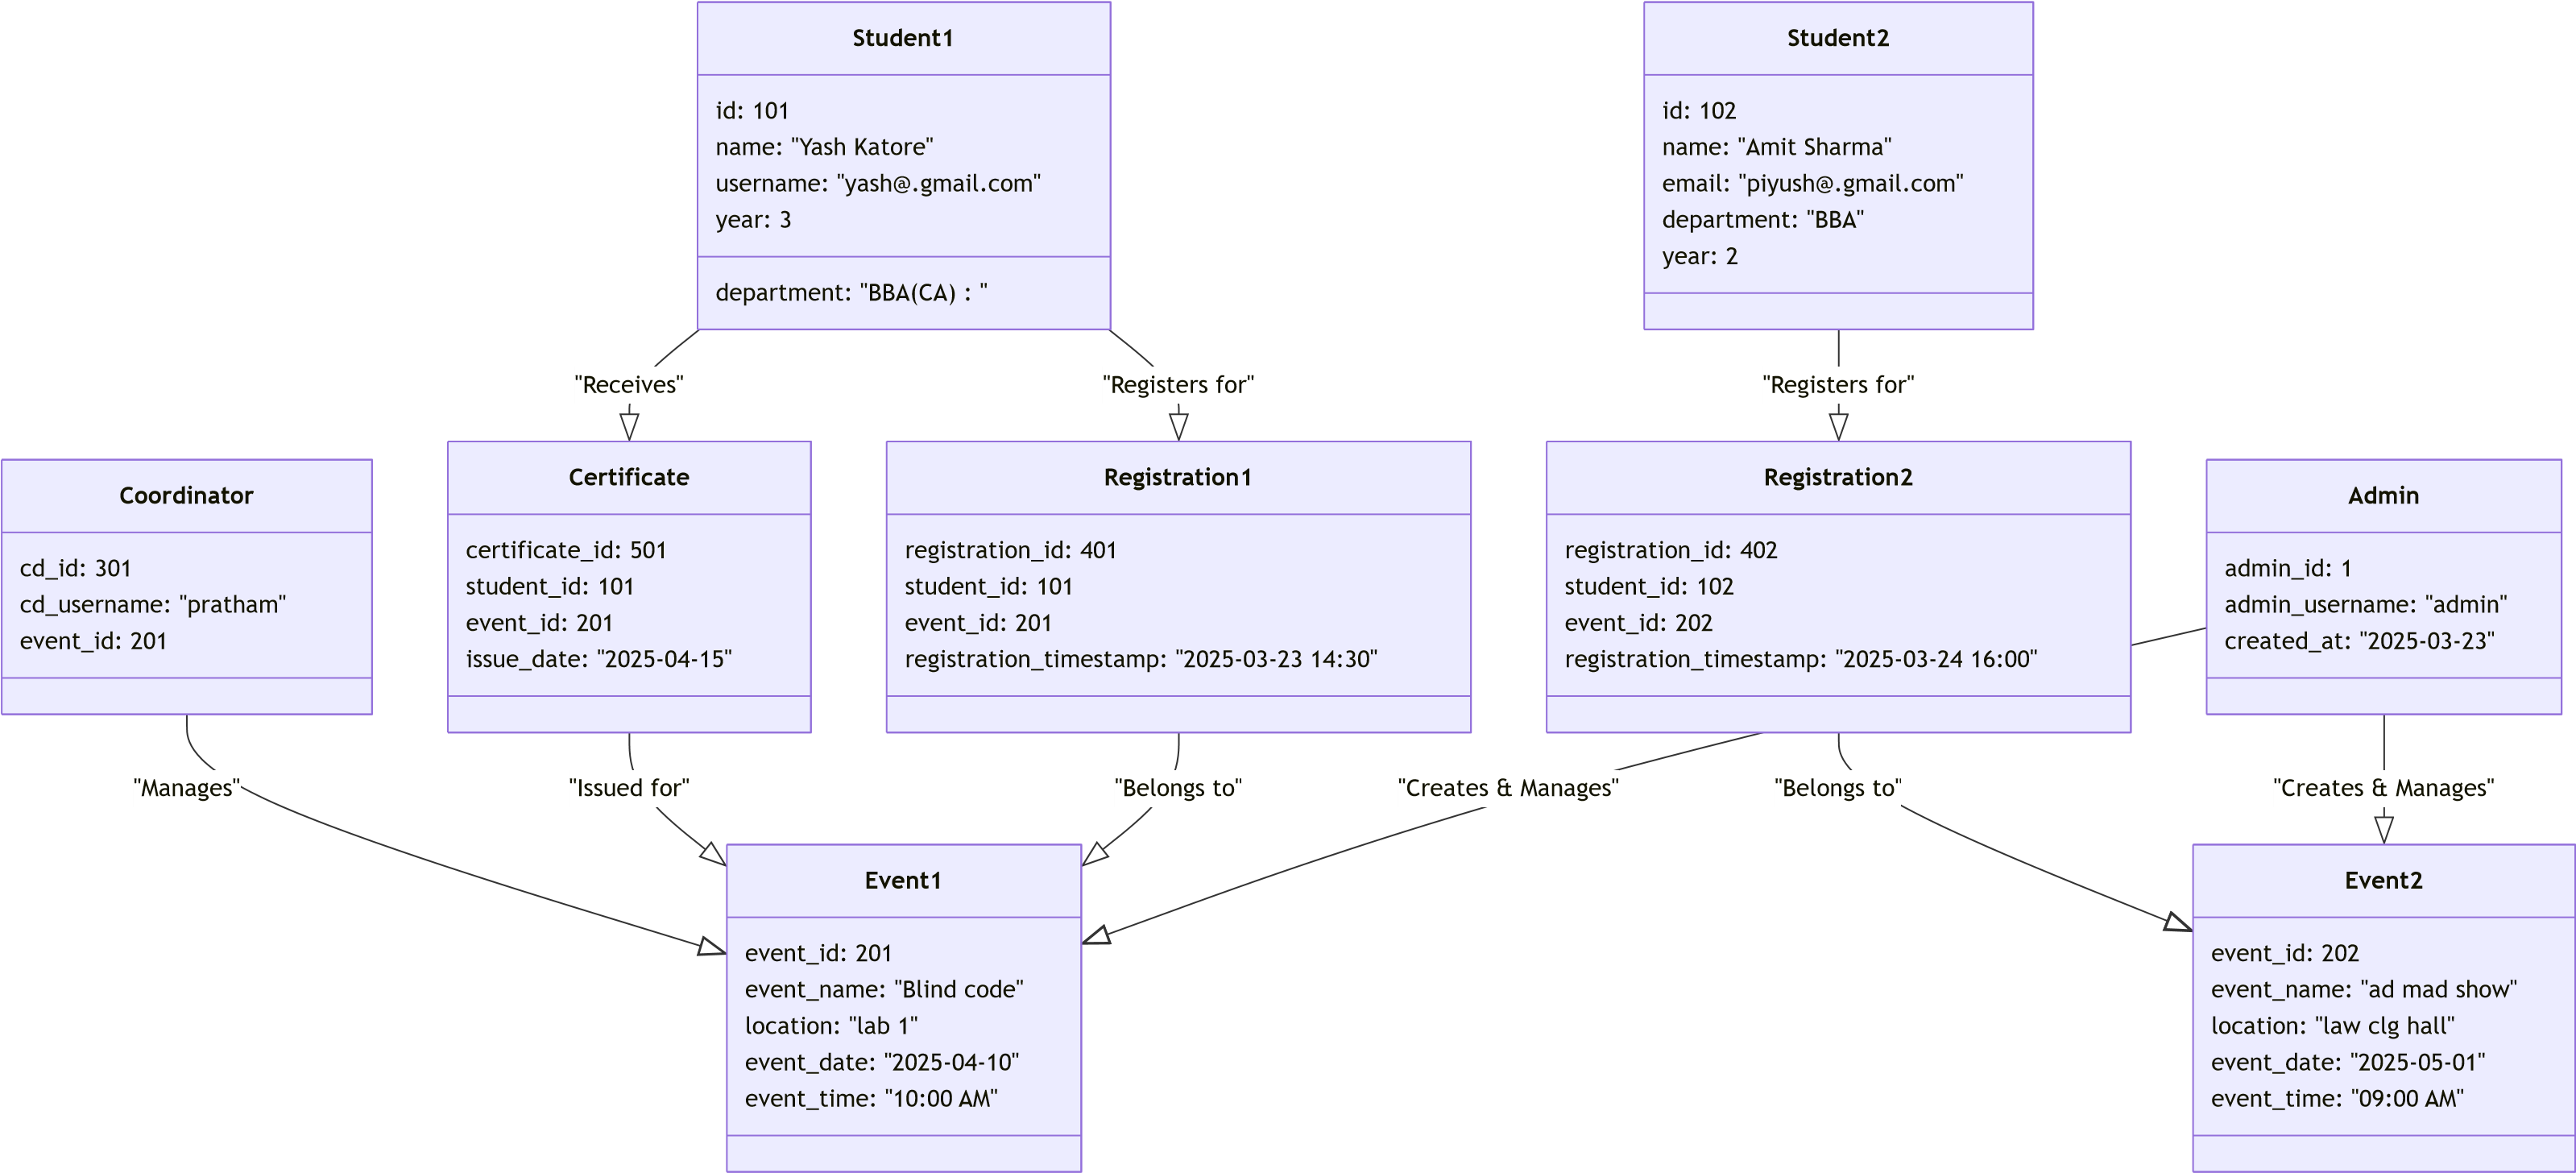 Student1
id: 101
name: "Yash Katore"
username: "yash@.gmail.com"
year: 3
department: "BBA(CA) : "
Student2
id: 102
name: "Amit Sharma"
email: "piyush@.gmail.com"
department: "BBA"
year: 2
"Receives"
"Registers for"
"Registers for"
Coordinator
cd_id: 301
cd_username: "pratham"
event_id: 201
Certificate
certificate_id: 501
student_id: 101
event_id: 201
issue_date: "2025-04-15"
Registration1
registration_id: 401
student_id: 101
event_id: 201
registration_timestamp: "2025-03-23 14:30"
Registration2
registration_id: 402
student_id: 102
event_id: 202
registration_timestamp: "2025-03-24 16:00"
Admin
admin_id: 1
admin_username: "admin"
created_at: "2025-03-23"
"Manages"
"Issued for"
"Belongs to"
"Creates & Manages"
"Belongs to"
"Creates & Manages"
Event1
event_id: 201
event_name: "Blind code"
location: "lab 1"
event_date: "2025-04-10"
event_time: "10:00 AM"
Event2
event_id: 202
event_name: "ad mad show"
location: "law clg hall"
event_date: "2025-05-01"
event_time: "09:00 AM"